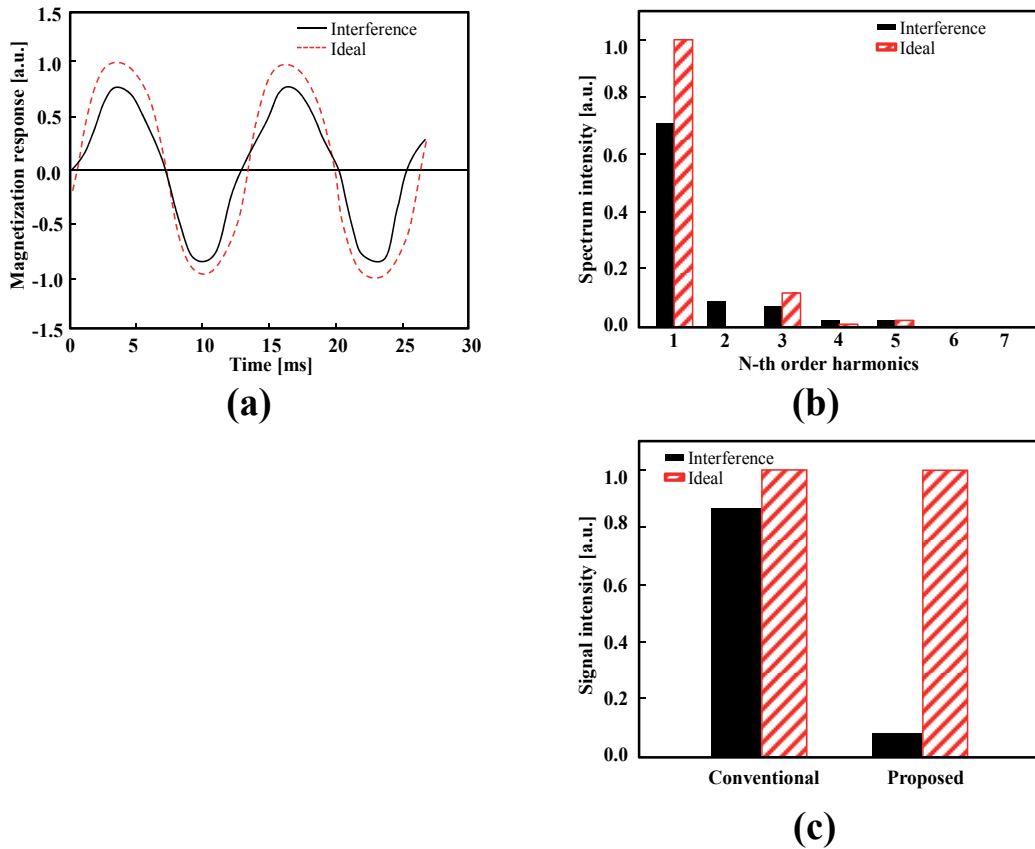 1.5
1.0
0.5
0.0
-0.5
-1.0
-1.5
Magnetization response [a.u.]
Interference
Ideal
0 5 10 15 20 25 30
Time [ms]
(a)
1.0
0.8
0.6
0.4
0.2
0.0
Spectrum intensity [a.u.]
Interference
Ideal
1 2 3 4 5 6 7
N-th order harmonics
(b)
1.0
0.8
0.6
0.4
0.2
0.0
Signal intensity [a.u.]
Interference
Ideal
Conventional Proposed
(c)